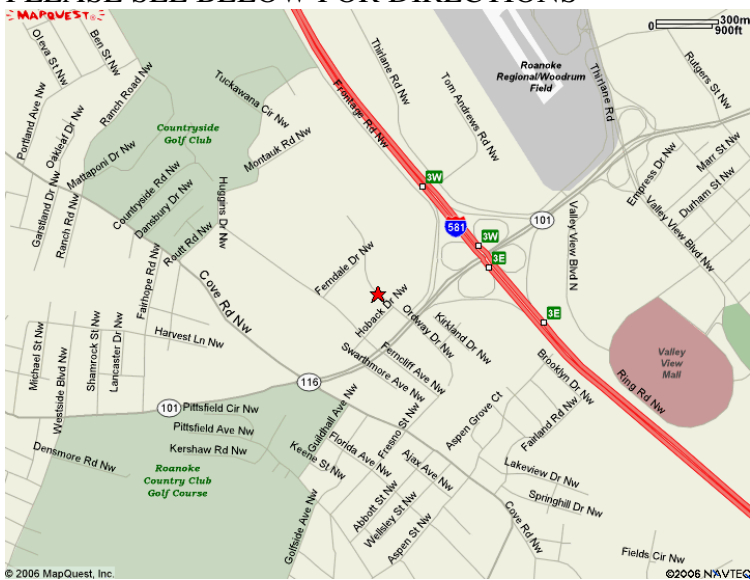 PLEASE SEE BELOW FOR DIRECTIONS
MAPQUEST
0 300m
900ft
Oleva St Nw
Ben St Nw
Ranch Road Nw
Portland Ave Nw
Oakleaf Dr Nw
Mattaponi Dr Nw
Garstland Dr Nw
Ranch Rd Nw
Tuckawana Cir Nw
Countryside
Golf Club
Montauk Rd Nw
Countryside Rd Nw
Dansbury Dr Nw
Routt Rd Nw
Huggins Dr Nw
Frontage Rd Nw
Thirlane Rd Nw
Tom Andrews Rd Nw
Roanoke
Regional/Woodrum
Field
Thirlane Rd
Rutgers St Nw
Empress Dr Nw
Marr St Nw
Durham St Nw
Valley View Blvd Nw
Valley View Blvd N
3W
581
3W
3E
101
3E
Fairhope Rd Nw
Cove Rd Nw
Ferndale Dr Nw
Hoback Dr Nw
Ordway Dr Nw
Kirkland Dr Nw
Ferncliff Ave Nw
Swarthmore Ave Nw
Harvest Ln Nw
Michael St Nw
Westside Blvd Nw
Shamrock St Nw
Lancaster Dr Nw
116
101
Pittsfield Cir Nw
Pittsfield Ave Nw
Kershaw Rd Nw
Densmore Rd Nw
Roanoke
Country Club
Golf Course
Guildhall Ave Nw
Keene St Nw
Florida Ave Nw
Fresno St Nw
Golfside Ave Nw
Abbott St Nw
Wellsley St Nw
Ajax Ave Nw
Aspen St Nw
Aspen Grove Ct
Brooklyn Dr Nw
Fairland Rd Nw
Lakeview Dr Nw
Springhill Dr Nw
Cove Rd Nw
Fields Cir Nw
Ring Rd Nw
Valley
View
Mall
© 2006 MapQuest, Inc.
©2006 NAVTEQ